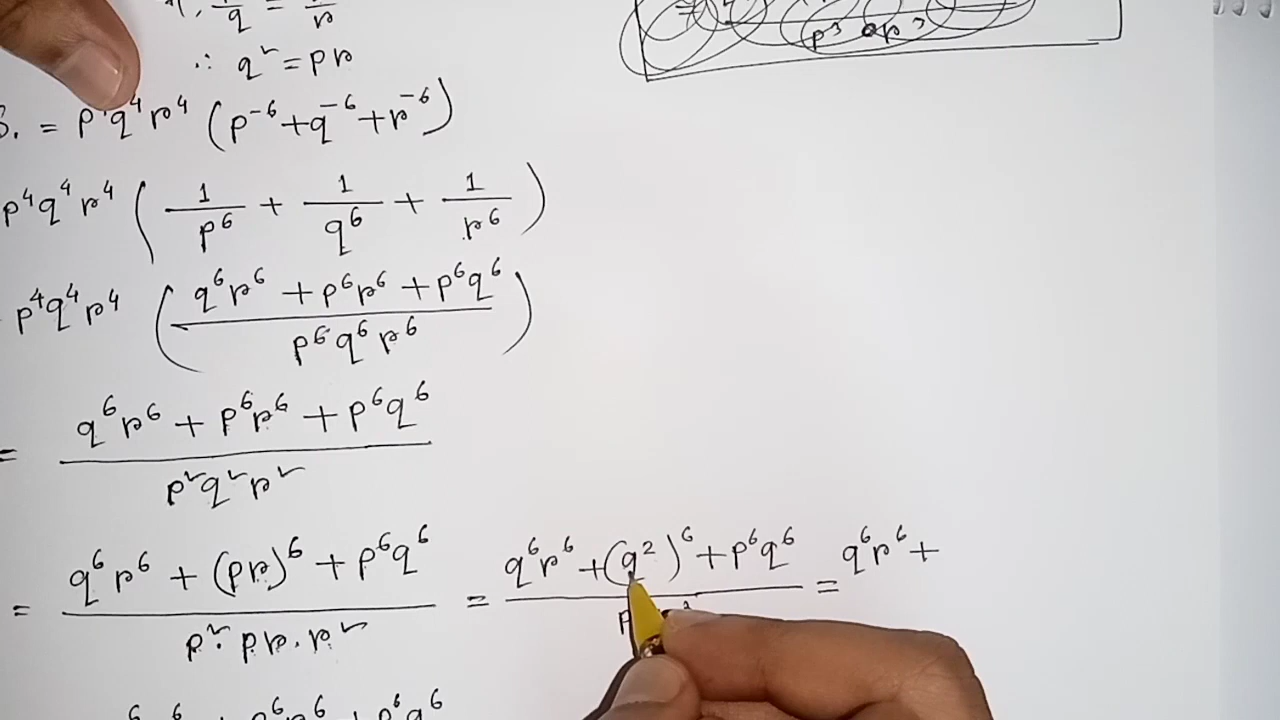 ∴ q² = pr
= p⁴q⁴r⁴ (p⁻⁶ + q⁻⁶ + r⁻⁶)
p⁴q⁴r⁴ (1/p⁶ + 1/q⁶ + 1/r⁶)
p⁴q⁴r⁴ ((q⁶r⁶ + p⁶r⁶ + p⁶q⁶)/(p⁶q⁶r⁶))
= (q⁶r⁶ + p⁶r⁶ + p⁶q⁶)/(p²q²r²)
= (q⁶r⁶ + (pr)⁶ + p⁶q⁶)/(p².pr.r²) = (q⁶r⁶ + (q²)⁶ + p⁶q⁶)/ = q⁶r⁶ +